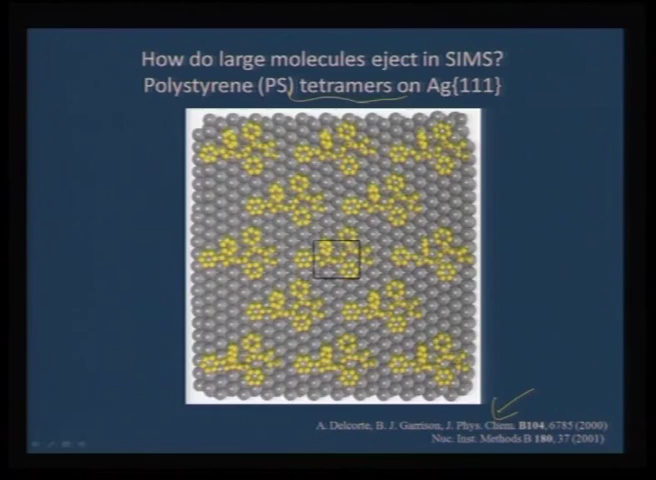 How do large molecules eject in SIMS?
Polystyrene (PS) tetramers on Ag{111}
A. Delcorte, B. J. Garrison, J. Phys. Chem. B104, 6785 (2000)
Nuc. Inst. Methods B 180, 37 (2001)